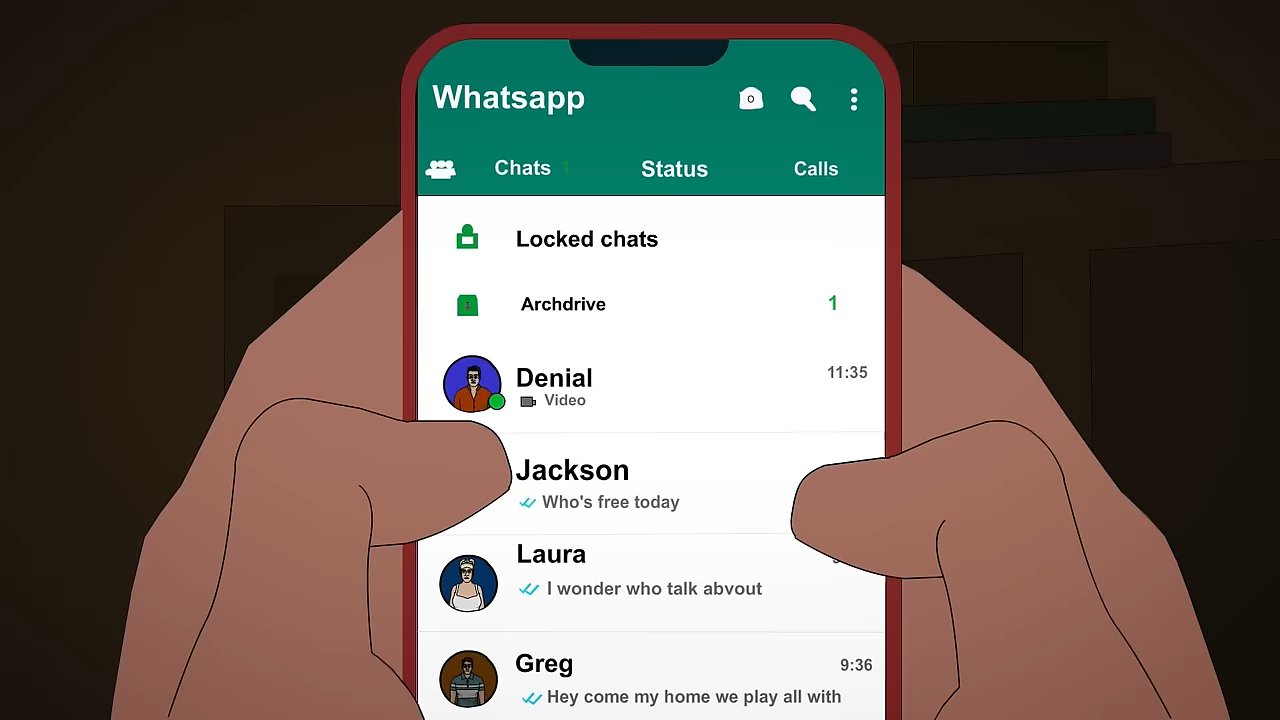 Whatsapp
Chats 1
Status
Calls
Locked chats
Archdrive
1
Denial
11:35
Video
Jackson
Who's free today
Laura
I wonder who talk abvout
Greg
9:36
Hey come my home we play all with